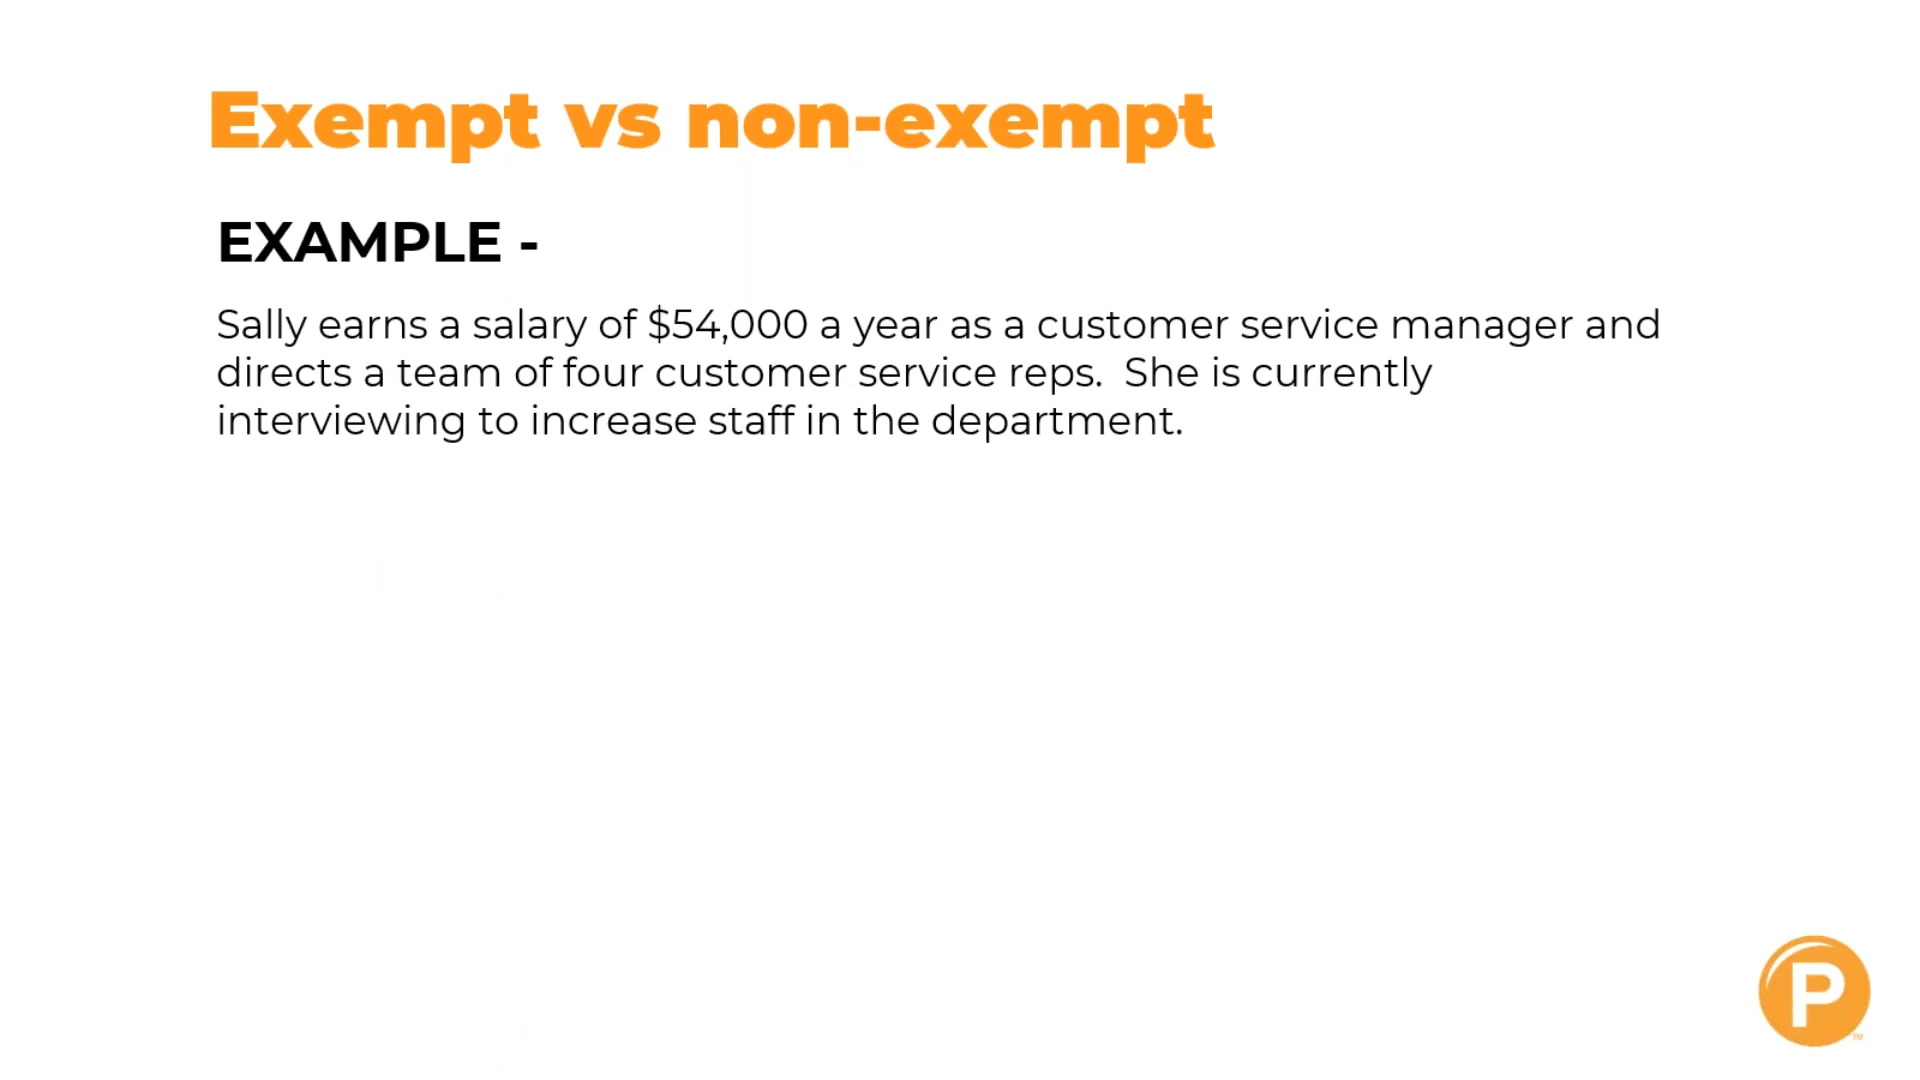 Exempt vs non-exempt
EXAMPLE -
Sally earns a salary of $54,000 a year as a customer service manager and
directs a team of four customer service reps.  She is currently
interviewing to increase staff in the department.
P
TM